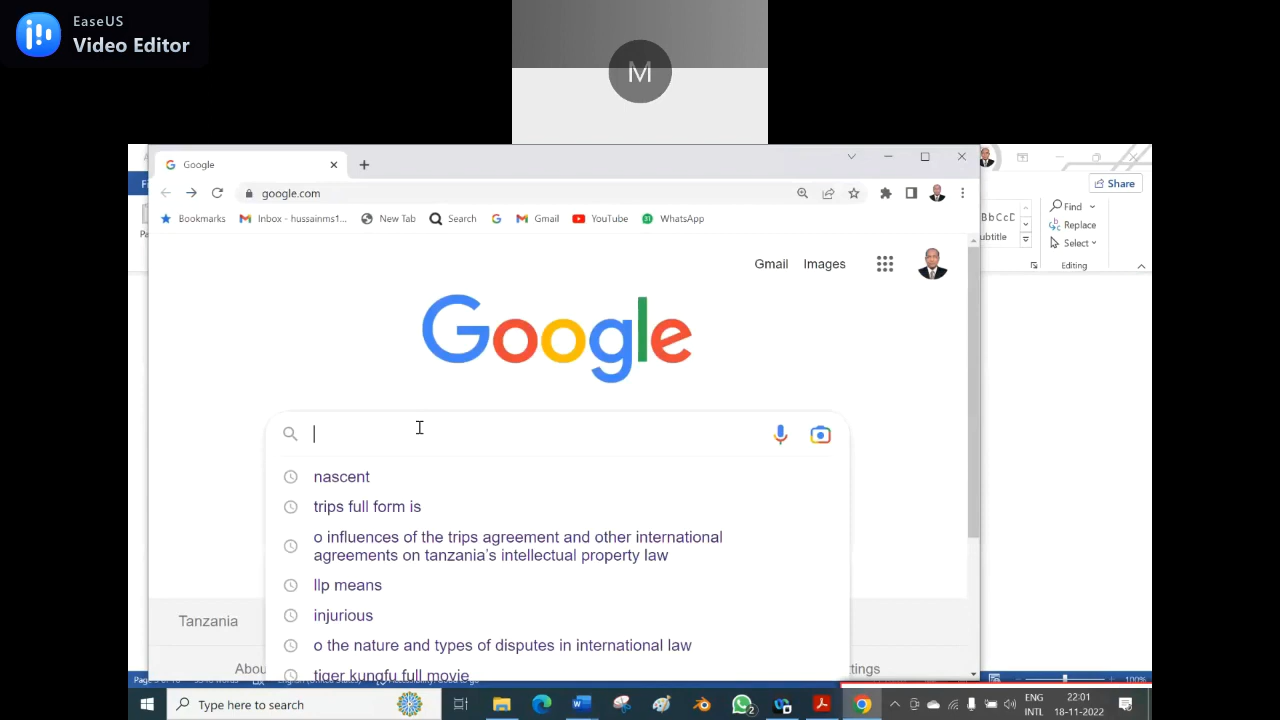 EaseUS
Video Editor
M
Google
google.com
Share
Bookmarks
Inbox - hussainms1...
New Tab
Search
Gmail
YouTube
WhatsApp
Find
Replace
Select
Editing
Gmail
Images
Google
nascent
trips full form is
o influences of the trips agreement and other international
agreements on tanzania's intellectual property law
llp means
injurious
o the nature and types of disputes in international law
tiger kungfu full movie
Tanzania
100%
Type here to search
2
ENG
INTL
22:01
18-11-2022